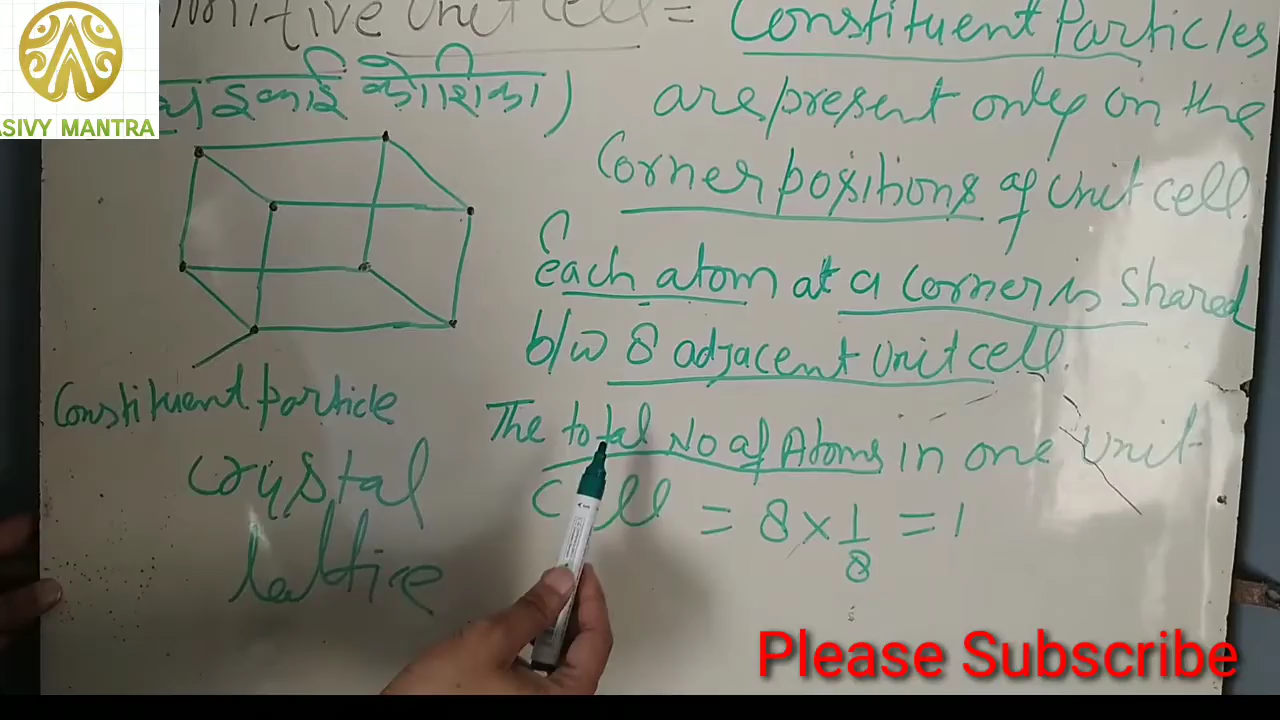 Unit Cell = Constituent Particles
इकाई कोशिका)
are present only on the
Corner positions of Unit cell.
Each atom at a corner is shared
b/w 8 adjacent Unit cell.
The total No of Atoms in one Unit
Cell = 8 × 1/8 = 1
Constituent particle
Crystal
lattice
ASIVY MANTRA
Please Subscribe